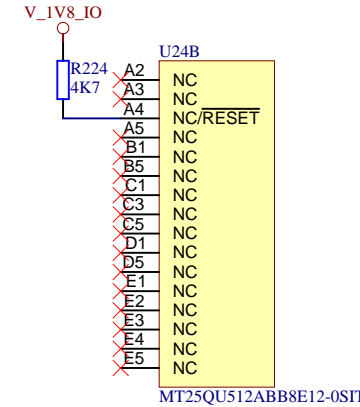 V_1V8_IO
U24B
R224
4K7
A2 NC
A3 NC
A4 NC/RESET
A5 NC
B1 NC
B5 NC
C1 NC
C3 NC
C5 NC
D1 NC
D5 NC
E1 NC
E2 NC
E3 NC
E4 NC
E5 NC
MT25QU512ABB8E12-0SIT